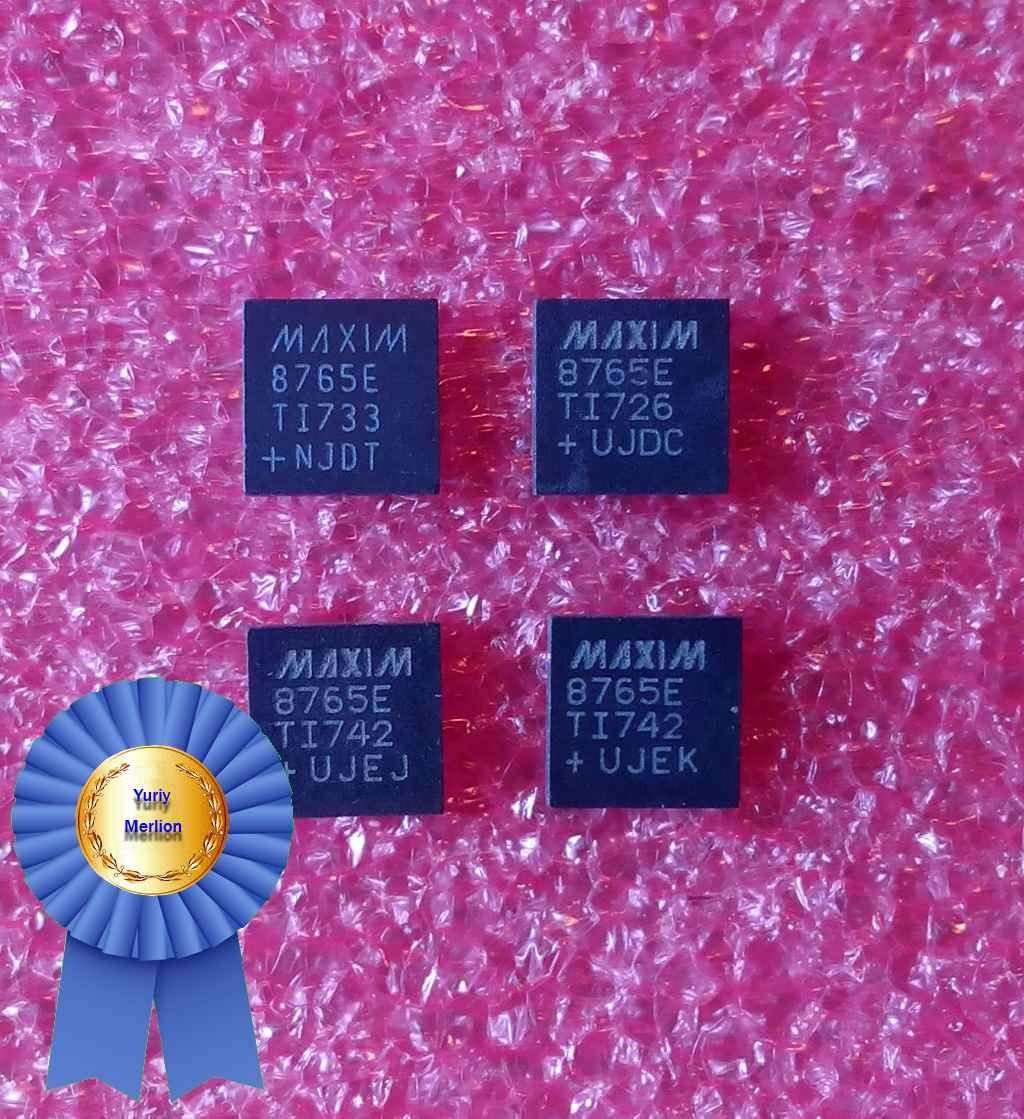 MAXIM
8765E
TI733
+NJDT
MAXIM
8765E
TI726
+UJDC
MAXIM
8765E
TI742
+UJEJ
MAXIM
8765E
TI742
+UJEK
Yuriy
Merlion